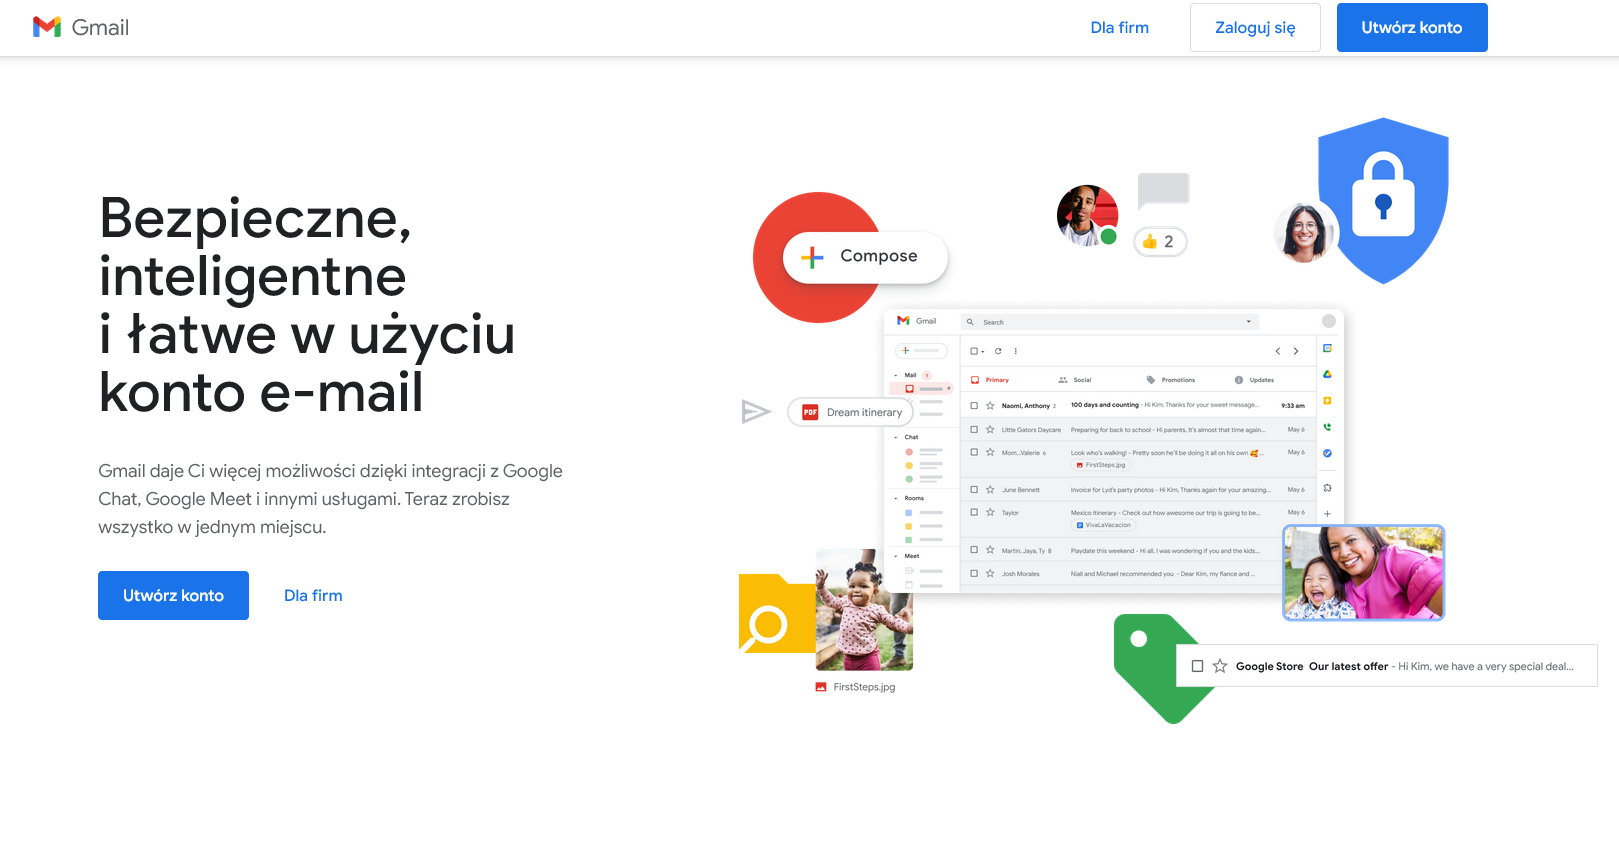 Gmail
Dla firm
Zaloguj się
Utwórz konto
Bezpieczne,
inteligentne
i łatwe w użyciu
konto e-mail
Gmail daje Ci więcej możliwości dzięki integracji z Google
Chat, Google Meet i innymi usługami. Teraz zrobisz
wszystko w jednym miejscu.
Utwórz konto
Dla firm
Compose
2
Gmail
Search
Mail 1
Primary
Social
Promotions
Updates
Naomi, Anthony 2 100 days and counting - Hi Kim, Thanks for your sweet message... 9:33 am
PDF Dream itinerary
Little Gators Daycare Preparing for back to school - Hi parents, It's almost that time again... May 6
Chat
Mom...Valerie 6 Look who's walking! - Pretty soon he'll be doing it all on his own 🥰... May 6
FirstSteps.jpg
June Bennett Invoice for Lyd's party photos - Hi Kim, Thanks again for your amazing... May 6
Rooms
Taylor Mexico itinerary - Check out how awesome our trip is going to be... May 6
VivaLaVacacion
Martin, Jaya, Ty 8 Playdate this weekend - Hi all, I was wondering if you and the kids...
Meet
Josh Morales Niall and Michael recommended you - Dear Kim, my fiance and ...
FirstSteps.jpg
Google Store Our latest offer - Hi Kim, we have a very special deal...